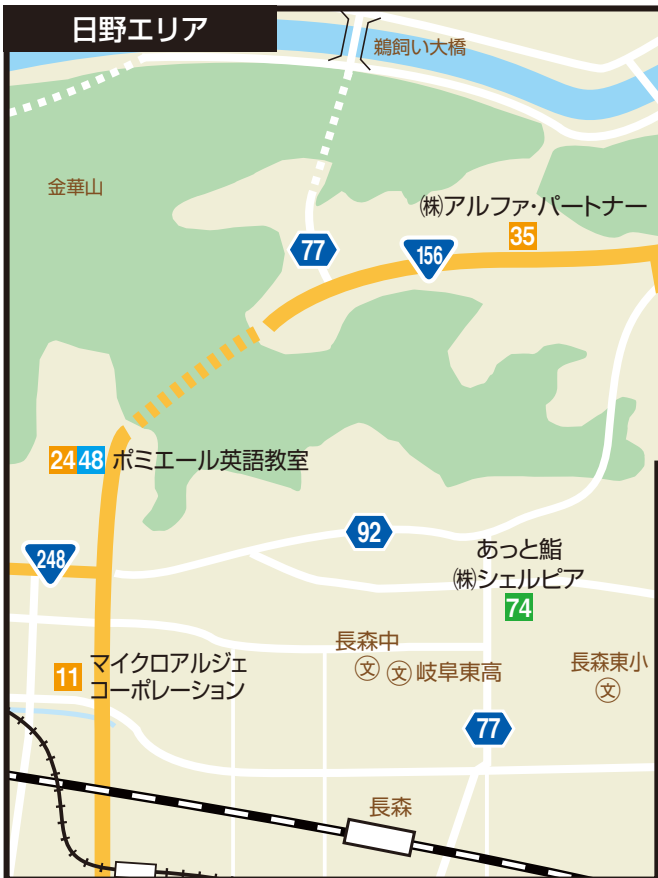 日野エリア
鵜飼い大橋
金華山
㈱アルファ・パートナー
35
77
156
24 48 ポミエール英語教室
92
248
あっと鮨
㈱シェルピア
74
長森中
文
文 岐阜東高
長森東小
文
11 マイクロアルジェ
コーポレーション
77
長森